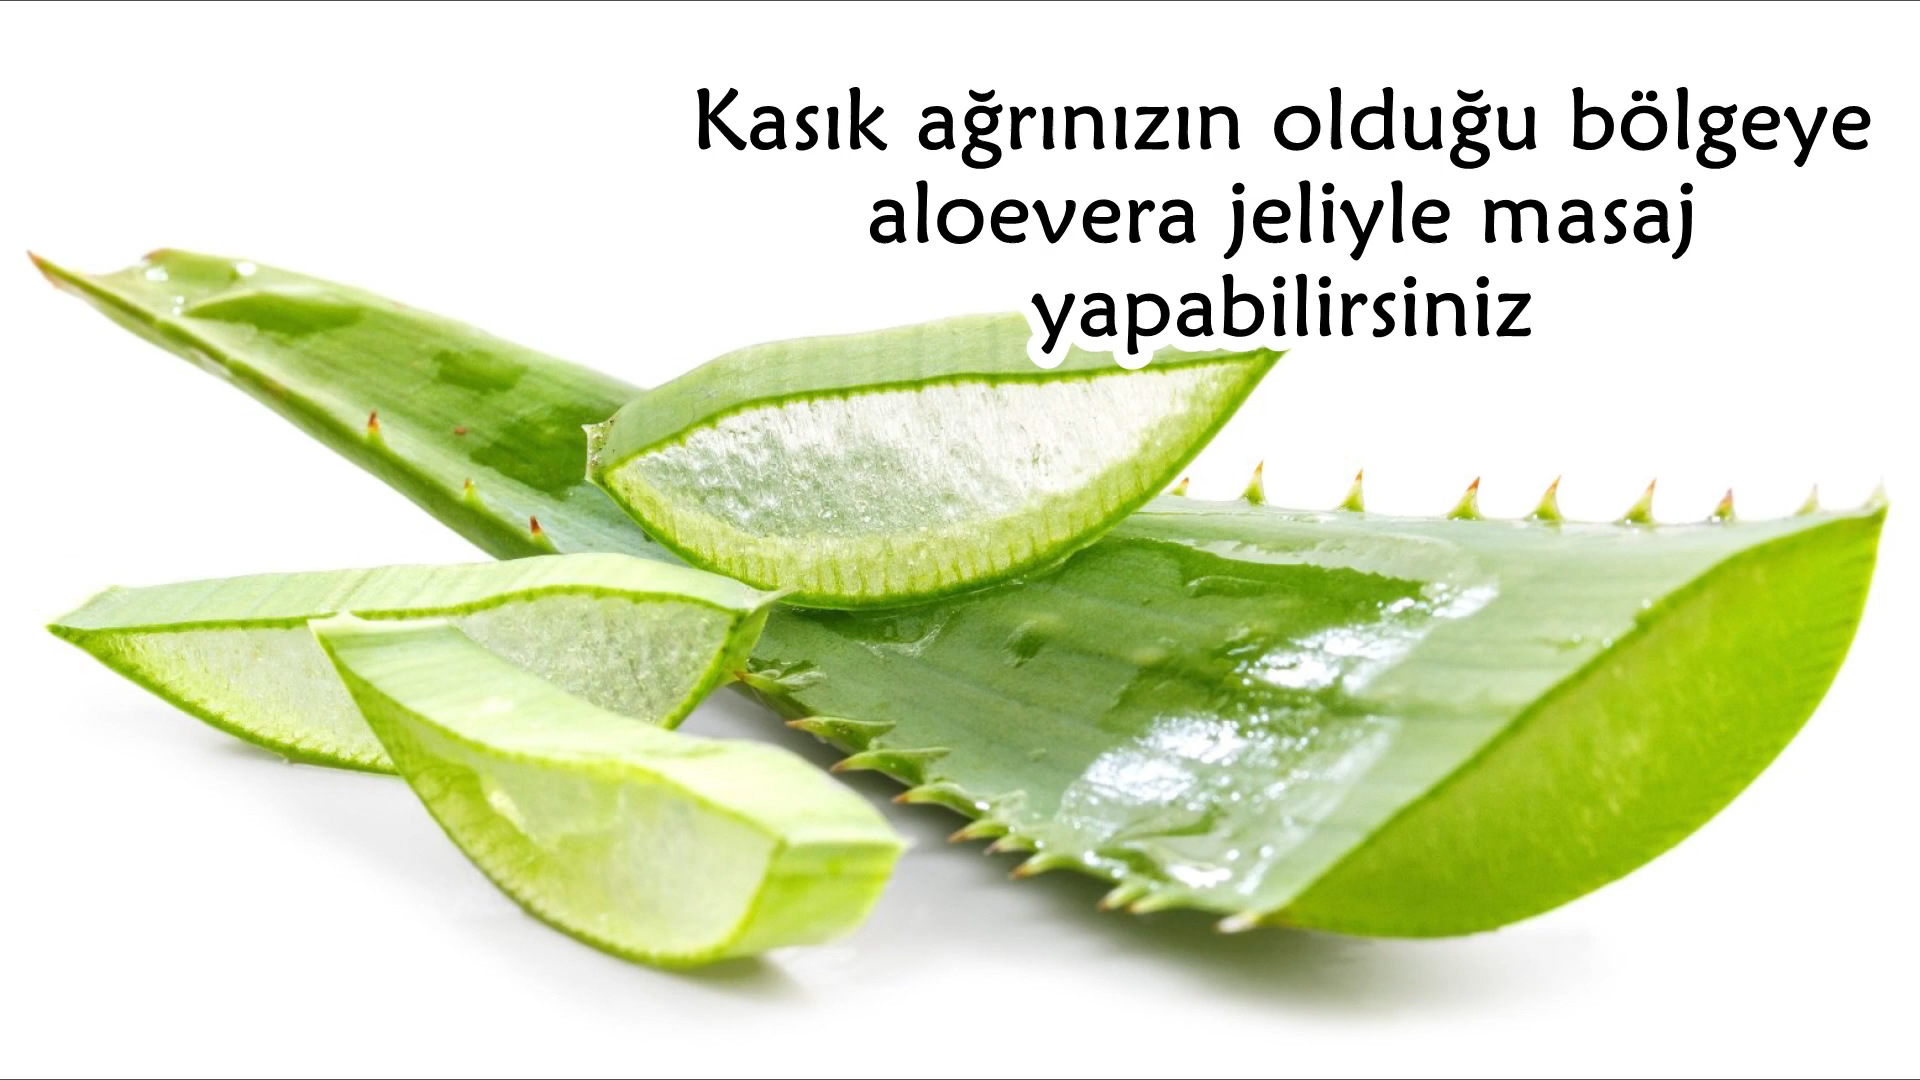 Kasık ağrınızın olduğu bölgeye
aloevera jeliyle masaj
yapabilirsiniz